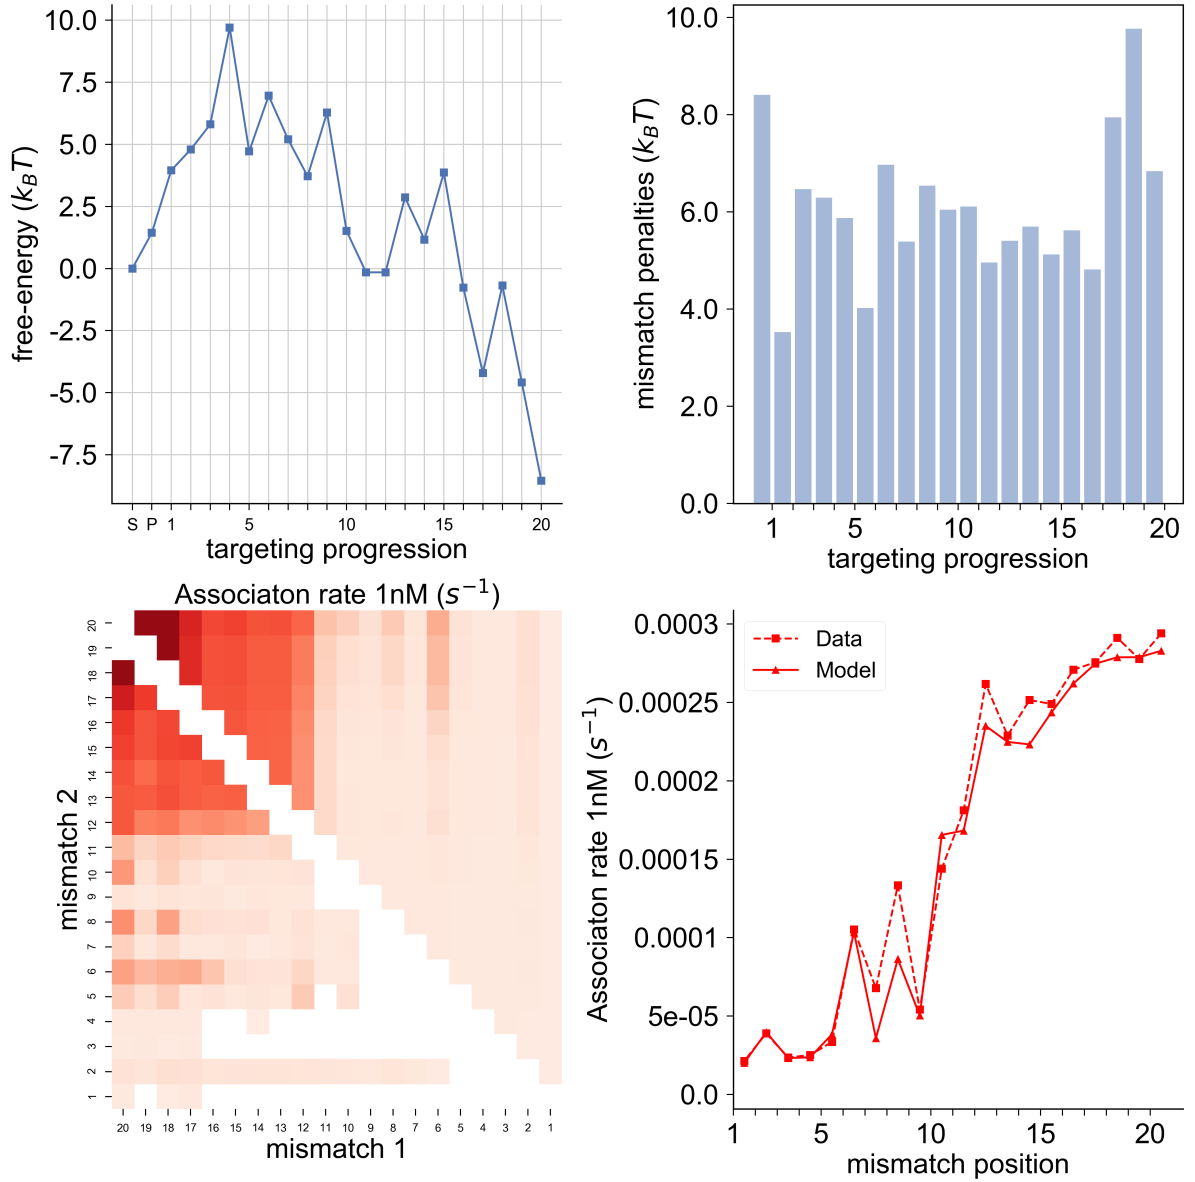 10.0
7.5
5.0
2.5
0.0
-2.5
-5.0
-7.5
free-energy (k_BT)
S P 1 5 10 15 20
targeting progression
10.0
8.0
6.0
4.0
2.0
0.0
mismatch penalties (k_BT)
1 5 10 15 20
targeting progression
Associaton rate 1nM (s⁻¹)
20
19
18
17
16
15
14
13
12
11
10
9
8
7
6
5
4
3
2
1
mismatch 2
20 19 18 17 16 15 14 13 12 11 10 9 8 7 6 5 4 3 2 1
mismatch 1
0.0003
0.00025
0.0002
0.00015
0.0001
5e-05
0.0
Associaton rate 1nM (s⁻¹)
Data
Model
1 5 10 15 20
mismatch position